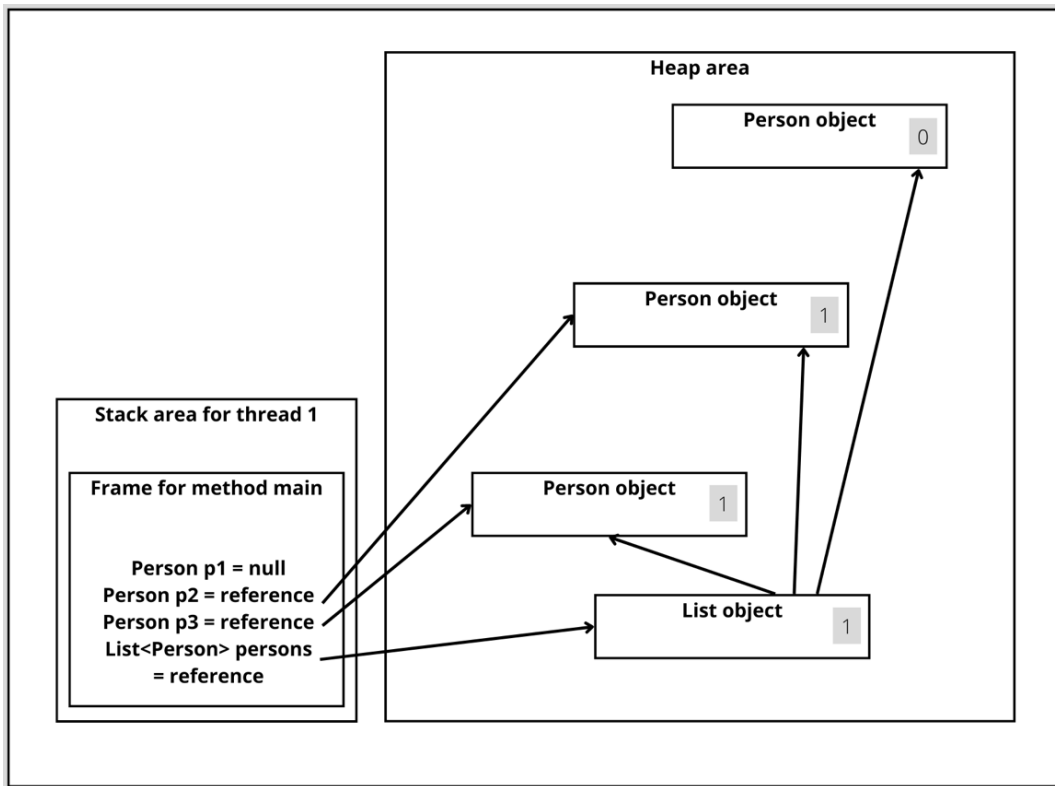 Heap area
Person object
0
Person object
1
Stack area for thread 1
Frame for method main
Person object
1
Person p1 = null
Person p2 = reference
Person p3 = reference
List<Person> persons
= reference
List object
1